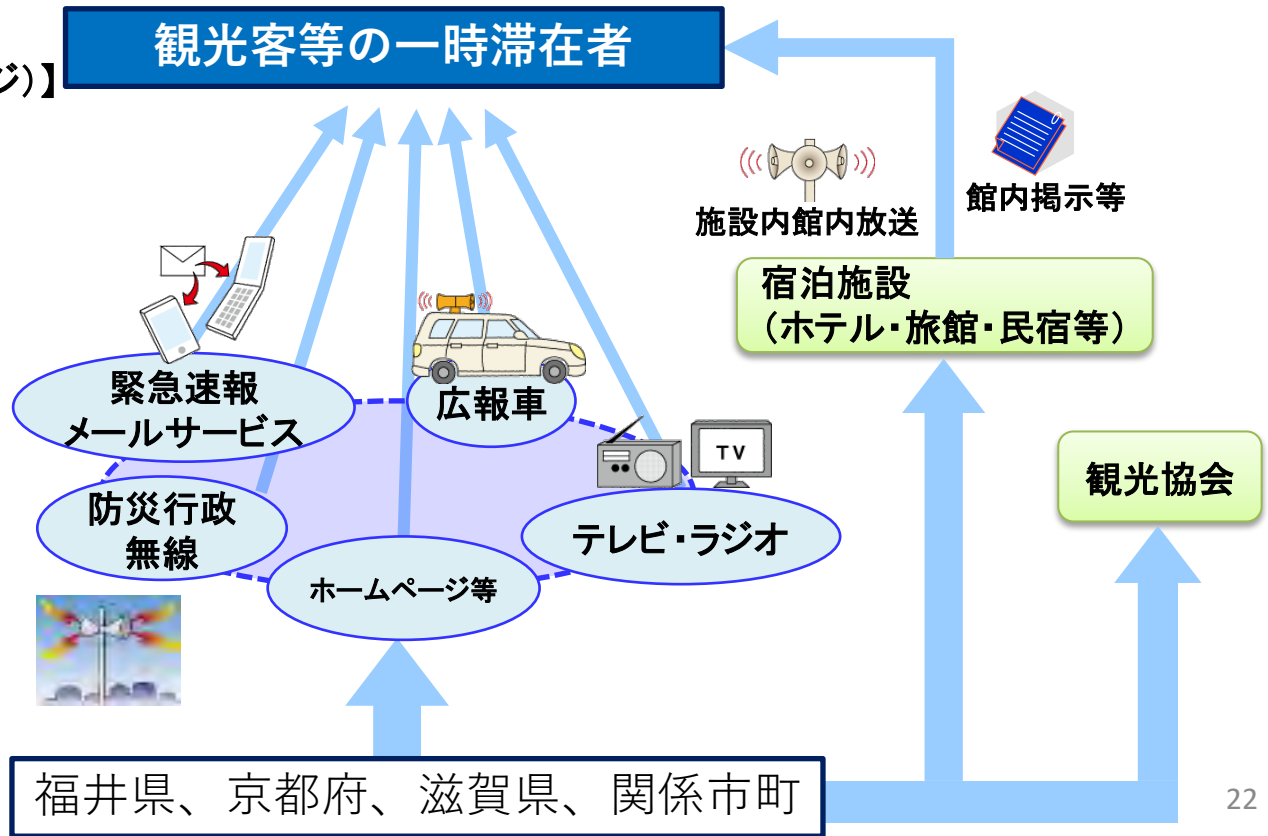 観光客等の一時滞在者
ジ)】
施設内館内放送
館内掲示等
宿泊施設
(ホテル・旅館・民宿等)
緊急速報
メールサービス
広報車
TV
観光協会
防災行政
無線
テレビ・ラジオ
ホームページ等
福井県、京都府、滋賀県、関係市町
22